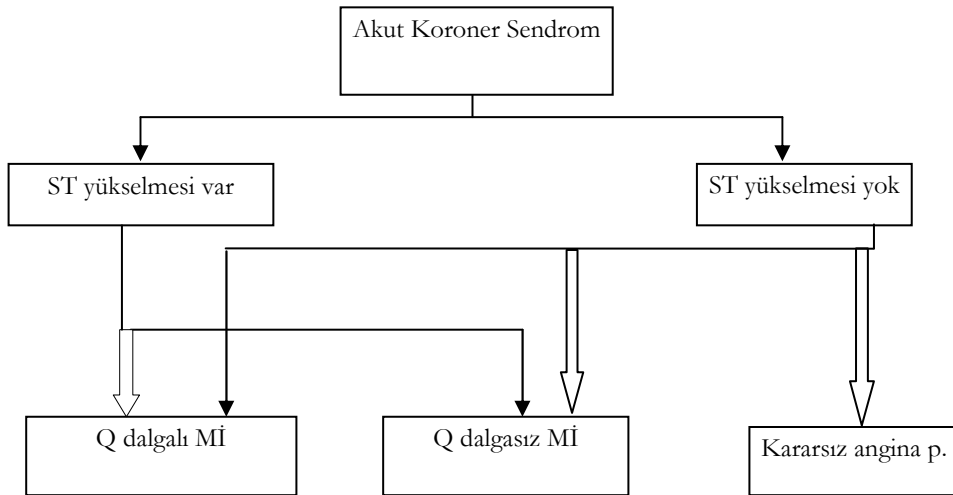 Akut Koroner Sendrom
ST yükselmesi var
ST yükselmesi yok
Q dalgalı Mİ
Q dalgasız Mİ
Kararsız angina p.